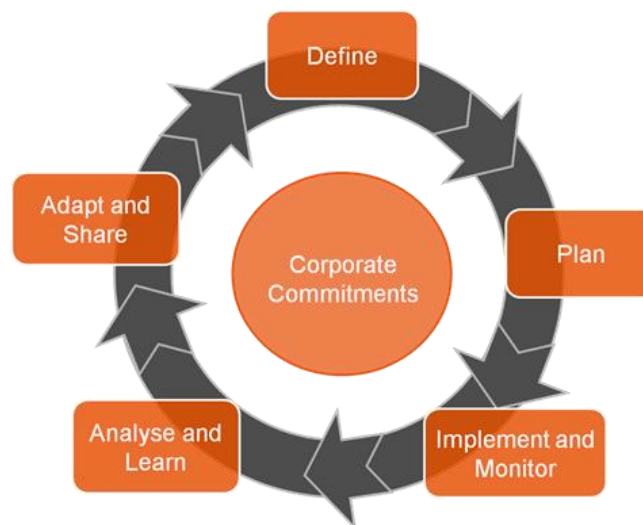 Define
Plan
Implement and
Monitor
Analyse and
Learn
Adapt and
Share
Corporate
Commitments